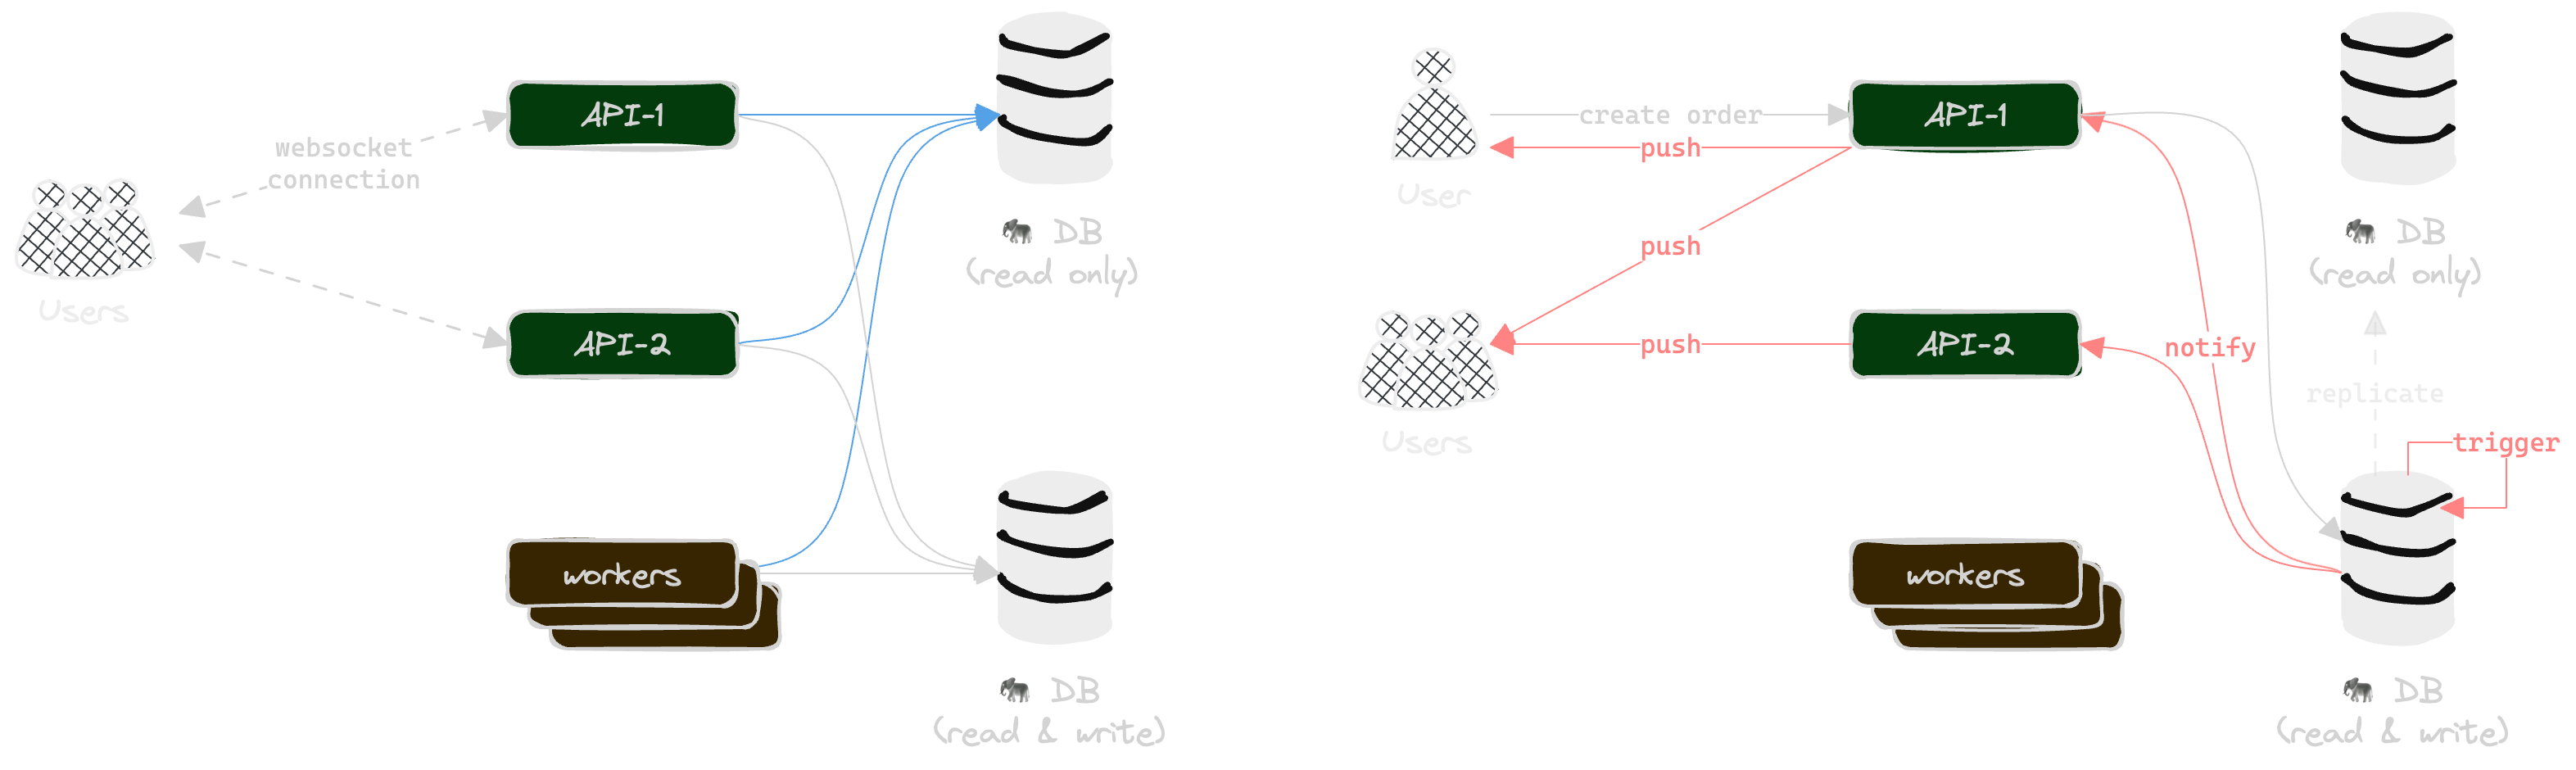 websocket
connection
Users
API-1
API-2
workers
DB
(read only)
DB
(read & write)
User
create order
push
push
push
Users
API-1
API-2
workers
notify
DB
(read only)
replicate
trigger
DB
(read & write)